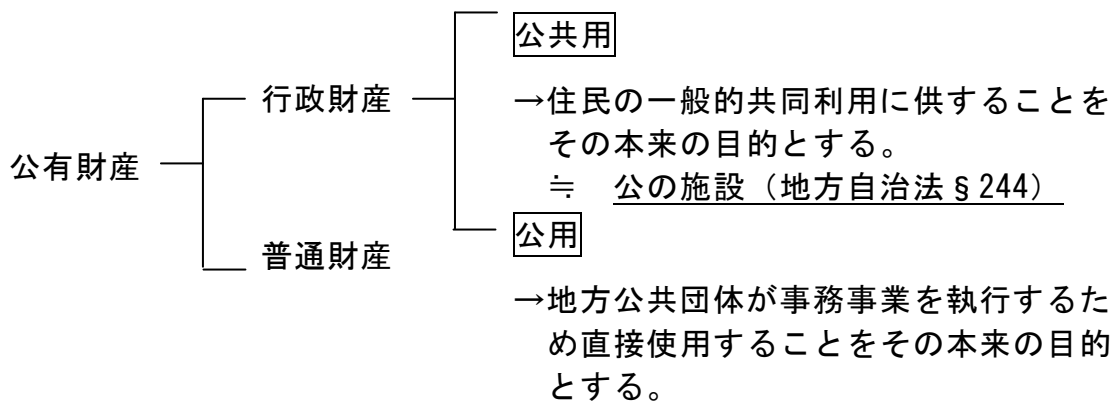 公有財産
行政財産
公共用
→住民の一般的共同利用に供することを
その本来の目的とする。
≒ 公の施設（地方自治法§244）
普通財産
公用
→地方公共団体が事務事業を執行するた
め直接使用することをその本来の目的
とする。